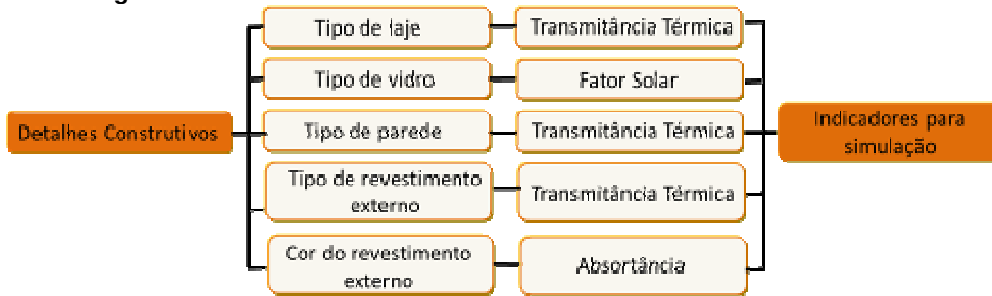 Tipo de laje
Transmitância Térmica
Tipo de vidro
Fator Solar
Detalhes Construtivos
Tipo de parede
Transmitância Térmica
Indicadores para
simulação
Tipo de revestimento
externo
Transmitância Térmica
Cor do revestimento
externo
Absortância